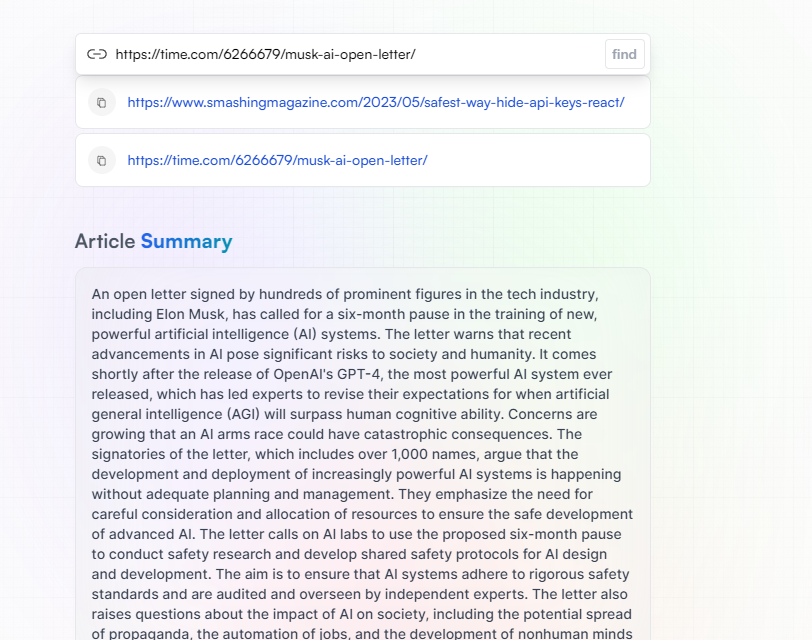 https://time.com/6266679/musk-ai-open-letter/ find
https://www.smashingmagazine.com/2023/05/safest-way-hide-api-keys-react/
https://time.com/6266679/musk-ai-open-letter/
Article Summary
An open letter signed by hundreds of prominent figures in the tech industry,
including Elon Musk, has called for a six-month pause in the training of new,
powerful artificial intelligence (AI) systems. The letter warns that recent
advancements in AI pose significant risks to society and humanity. It comes
shortly after the release of OpenAI's GPT-4, the most powerful AI system ever
released, which has led experts to revise their expectations for when artificial
general intelligence (AGI) will surpass human cognitive ability. Concerns are
growing that an AI arms race could have catastrophic consequences. The
signatories of the letter, which includes over 1,000 names, argue that the
development and deployment of increasingly powerful AI systems is happening
without adequate planning and management. They emphasize the need for
careful consideration and allocation of resources to ensure the safe development
of advanced AI. The letter calls on AI labs to use the proposed six-month pause
to conduct safety research and develop shared safety protocols for AI design
and development. The aim is to ensure that AI systems adhere to rigorous safety
standards and are audited and overseen by independent experts. The letter also
raises questions about the impact of AI on society, including the potential spread
of propaganda, the automation of jobs, and the development of nonhuman minds